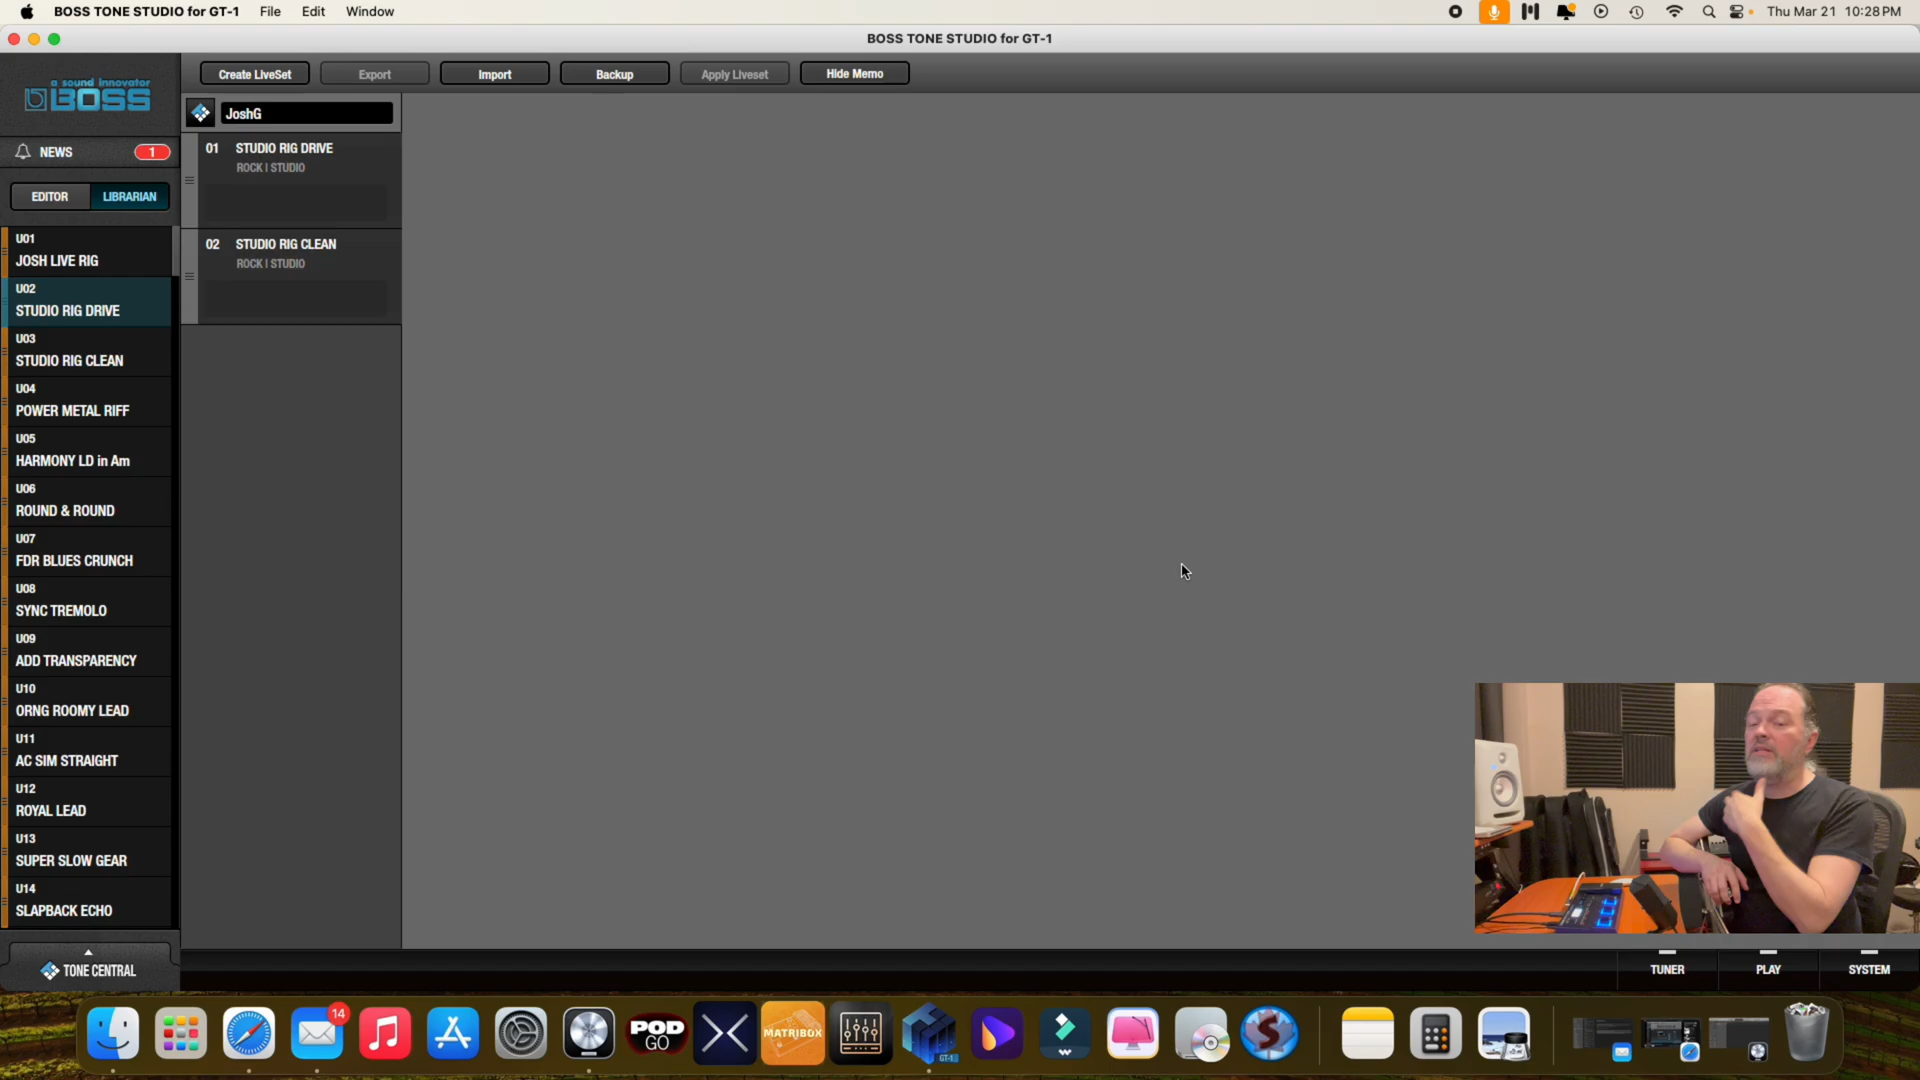 BOSS TONE STUDIO for GT-1 File Edit Window
Thu Mar 21 10:28 PM
BOSS TONE STUDIO for GT-1
a sound innovator
BOSS
Create LiveSet Export Import Backup Apply Liveset Hide Memo
JoshG
NEWS 1
EDITOR LIBRARIAN
01 STUDIO RIG DRIVE
ROCK | STUDIO
02 STUDIO RIG CLEAN
ROCK | STUDIO
U01
JOSH LIVE RIG
U02
STUDIO RIG DRIVE
U03
STUDIO RIG CLEAN
U04
POWER METAL RIFF
U05
HARMONY LD in Am
U06
ROUND & ROUND
U07
FDR BLUES CRUNCH
U08
SYNC TREMOLO
U09
ADD TRANSPARENCY
U10
ORNG ROOMY LEAD
U11
AC SIM STRAIGHT
U12
ROYAL LEAD
U13
SUPER SLOW GEAR
U14
SLAPBACK ECHO
TONE CENTRAL
TUNER PLAY SYSTEM
14
POD
GO
MATRIBOX
GT-1